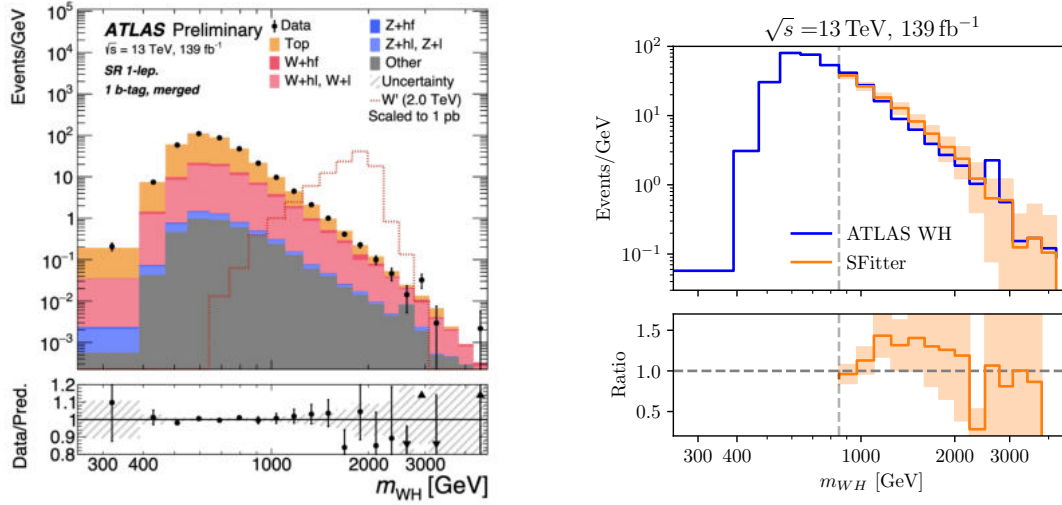 ATLAS Preliminary
√s = 13 TeV, 139 fb⁻¹
SR 1-lep.
1 b-tag, merged
Data
Top
W+hf
W+hl, W+l
Z+hf
Z+hl, Z+l
Other
Uncertainty
W' (2.0 TeV)
Scaled to 1 pb
Events/GeV
10⁵
10⁴
10³
10²
10
1
10⁻¹
10⁻²
10⁻³
Data/Pred.
1.2
1.1
1.0
0.9
0.8
300 400 1000 2000 3000
m_WH [GeV]
√s =13 TeV, 139 fb⁻¹
Events/GeV
10²
10¹
10⁰
10⁻¹
ATLAS WH
SFitter
Ratio
1.5
1.0
0.5
300 400 1000 2000 3000
m_WH [GeV]